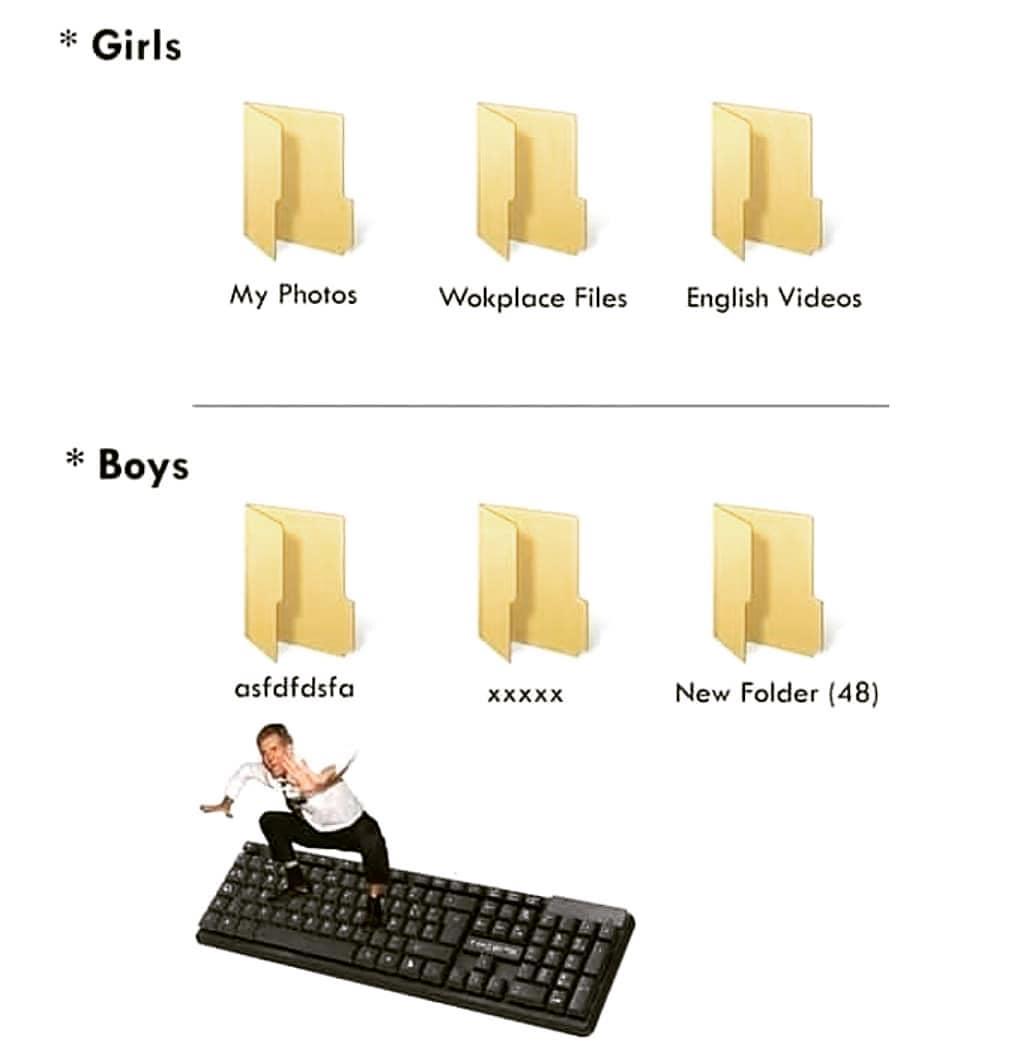 * Girls
My Photos Wokplace Files English Videos
* Boys
asfdfdsfa xxxxx New Folder (48)